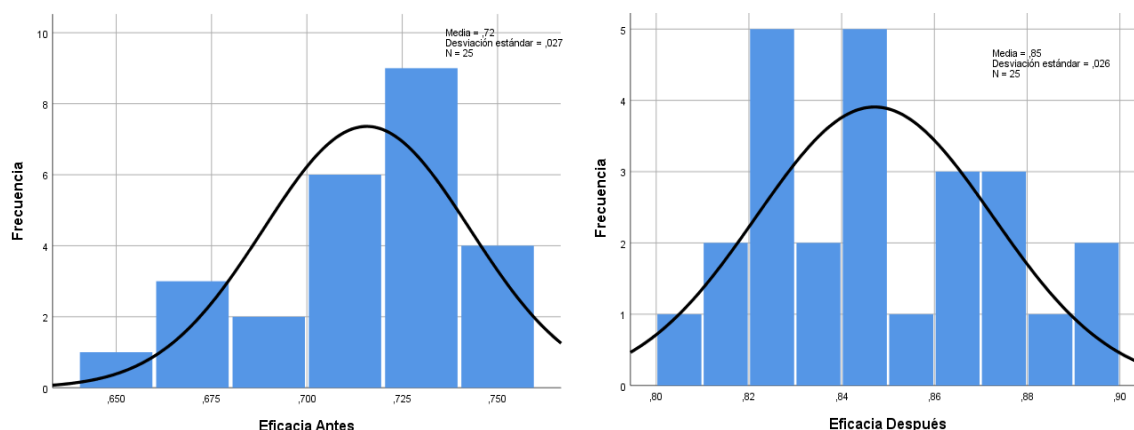 Media = ,72
Desviación estándar = ,027
N = 25
10
8
6
4
2
0
Frecuencia
,650 ,675 ,700 ,725 ,750
Eficacia Antes
Media = ,85
Desviación estándar = ,026
N = 25
5
4
3
2
1
0
Frecuencia
,80 ,82 ,84 ,86 ,88 ,90
Eficacia Después